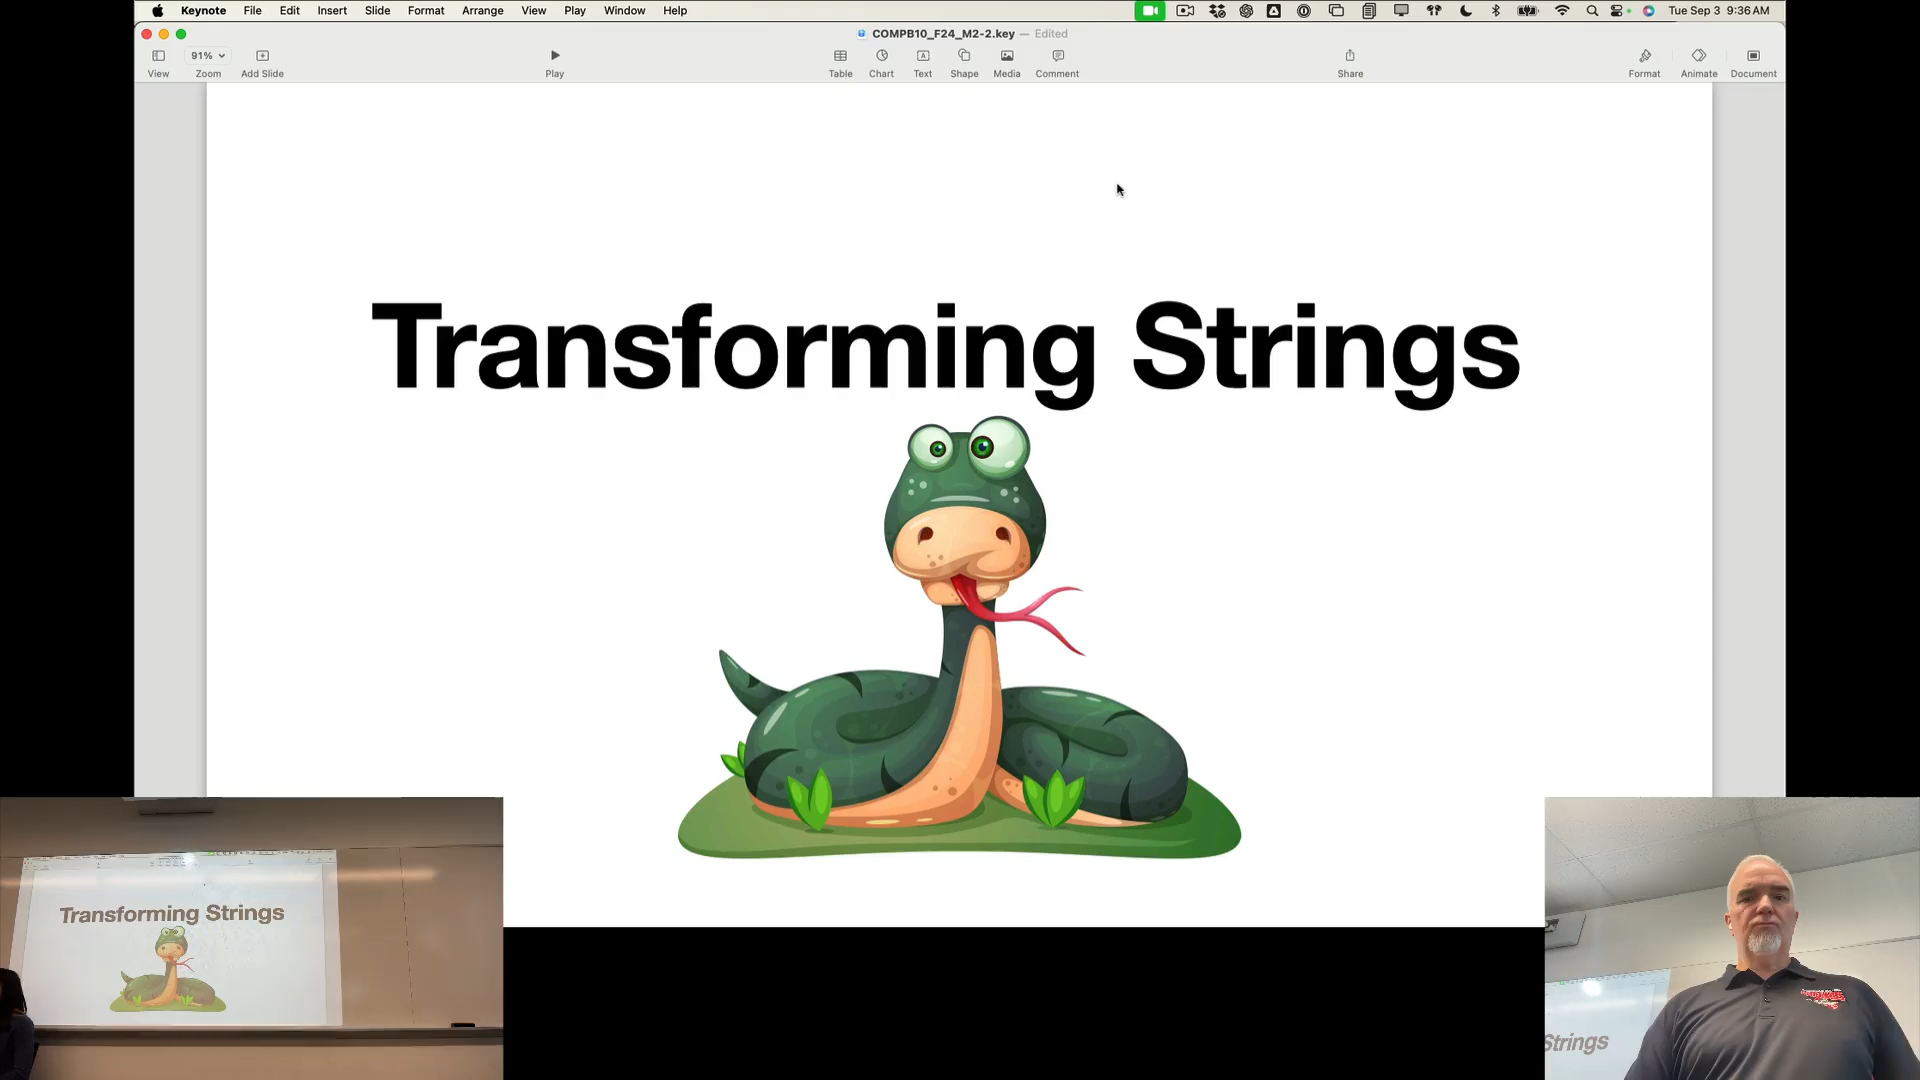 Keynote File Edit Insert Slide Format Arrange View Play Window Help Tue Sep 3 9:36 AM
COMPB10_F24_M2-2.key — Edited
91%
View Zoom Add Slide Play Table Chart Text Shape Media Comment Share Format Animate Document
Transforming Strings
Transforming Strings
Strings